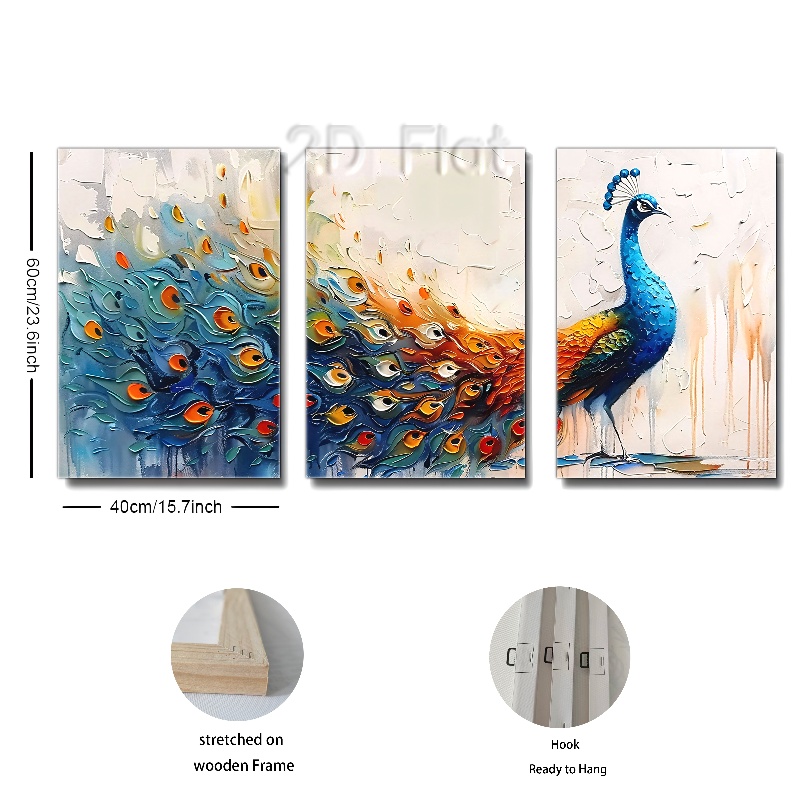 2D Flat
60cm/23.6inch
40cm/15.7inch
stretched on
wooden Frame
Hook
Ready to Hang